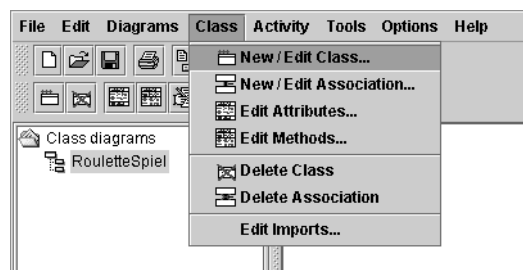 File Edit Diagrams Class Activity Tools Options Help
New / Edit Class...
New / Edit Association...
Edit Attributes...
Edit Methods...
Delete Class
Delete Association
Edit Imports...
Class diagrams
RouletteSpiel